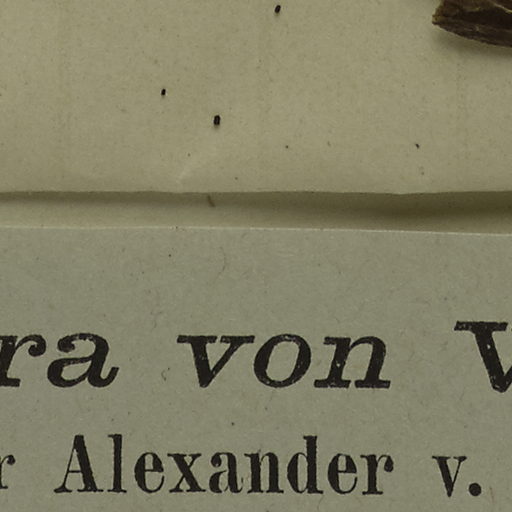 ra von V
r Alexander v.